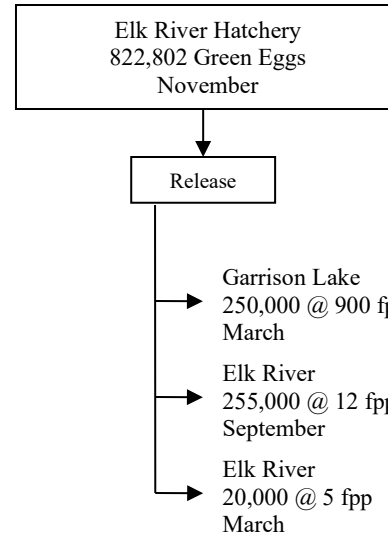 Elk River Hatchery
822,802 Green Eggs
November
Release
Garrison Lake
250,000 @ 900 fp
March
Elk River
255,000 @ 12 fpp
September
Elk River
20,000 @ 5 fpp
March